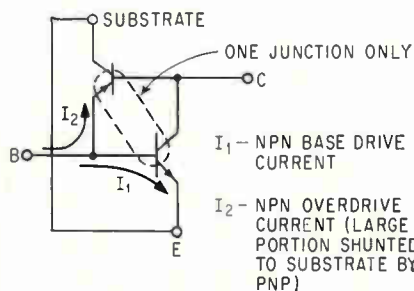 SUBSTRATE
ONE JUNCTION ONLY
C
I₂
B
I₁
E
I₁ – NPN BASE DRIVE
CURRENT
I₂ – NPN OVERDRIVE
CURRENT (LARGE
PORTION SHUNTED
TO SUBSTRATE BY
PNP)